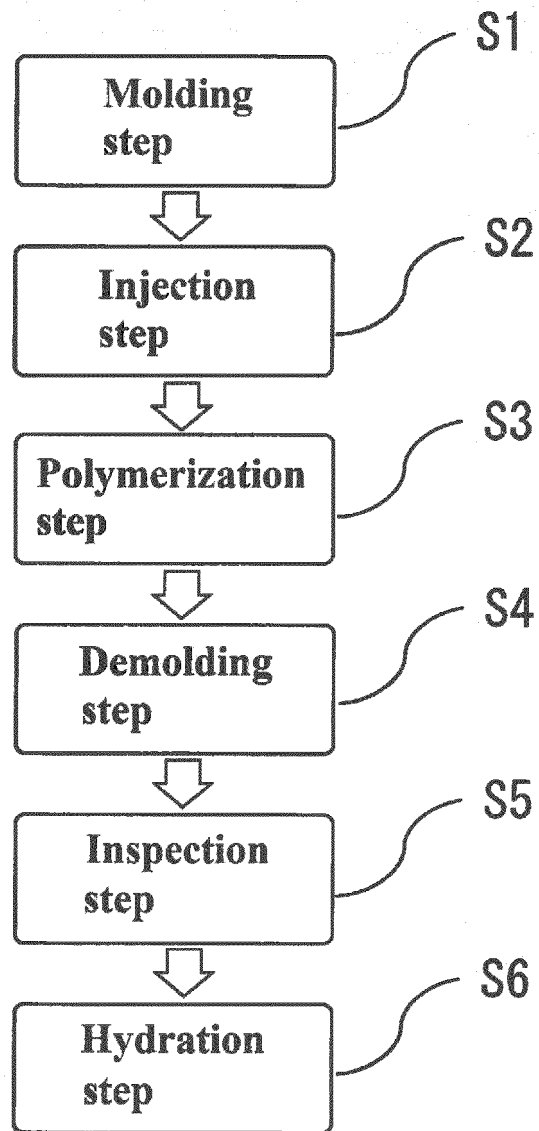 S1
Molding
step
S2
Injection
step
S3
Polymerization
step
S4
Demolding
step
S5
Inspection
step
S6
Hydration
step